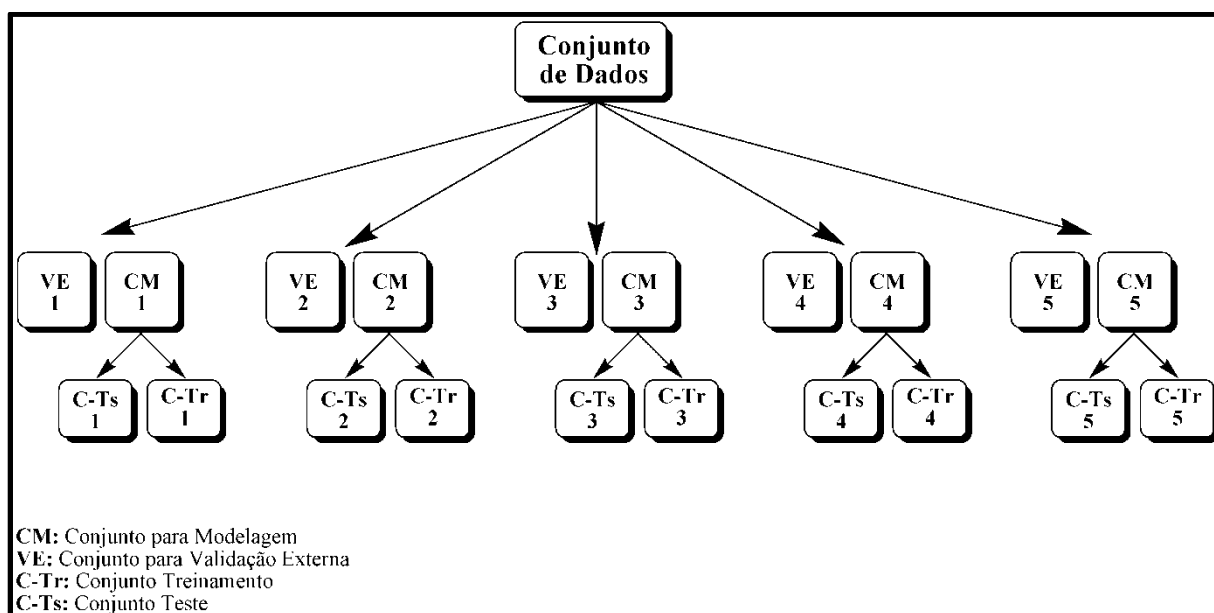 Conjunto
de Dados
VE
1
CM
1
VE
2
CM
2
VE
3
CM
3
VE
4
CM
4
VE
5
CM
5
C-Ts
1
C-Tr
1
C-Ts
2
C-Tr
2
C-Ts
3
C-Tr
3
C-Ts
4
C-Tr
4
C-Ts
5
C-Tr
5
CM: Conjunto para Modelagem
VE: Conjunto para Validação Externa
C-Tr: Conjunto Treinamento
C-Ts: Conjunto Teste